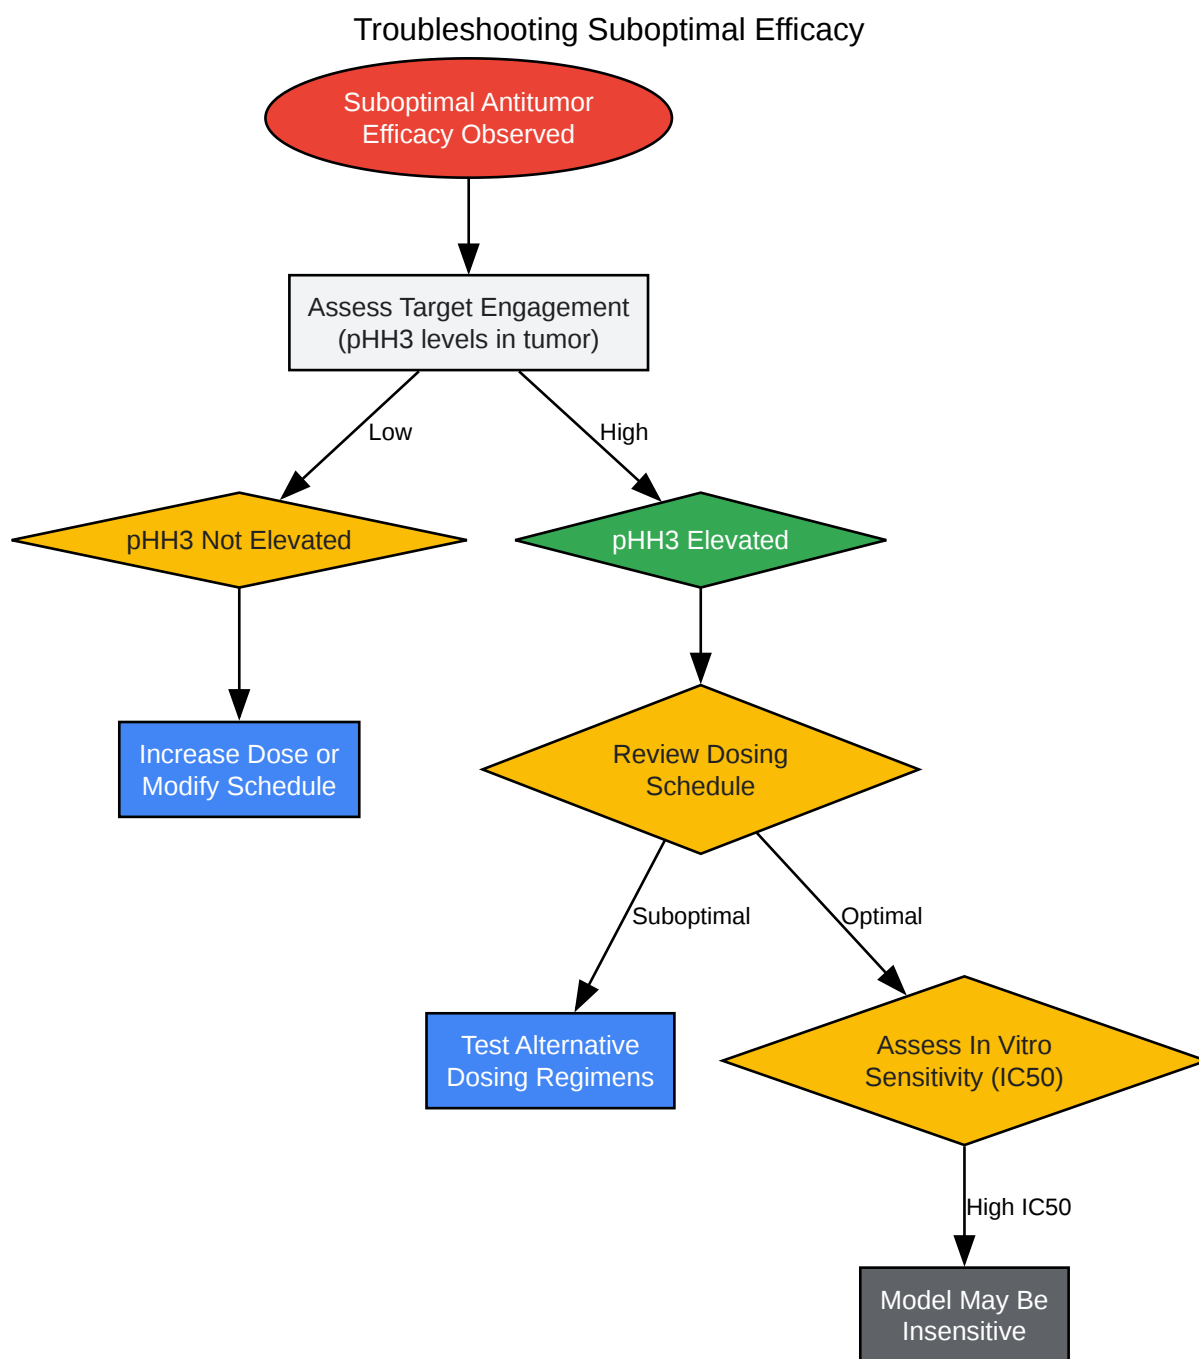 Troubleshooting Suboptimal Efficacy
Suboptimal Antitumor
Efficacy Observed
Assess Target Engagement
(pHH3 levels in tumor)
Low
High
pHH3 Not Elevated
pHH3 Elevated
Increase Dose or
Modify Schedule
Review Dosing
Schedule
Suboptimal
Optimal
Test Alternative
Dosing Regimens
Assess In Vitro
Sensitivity (IC50)
High IC50
Model May Be
Insensitive